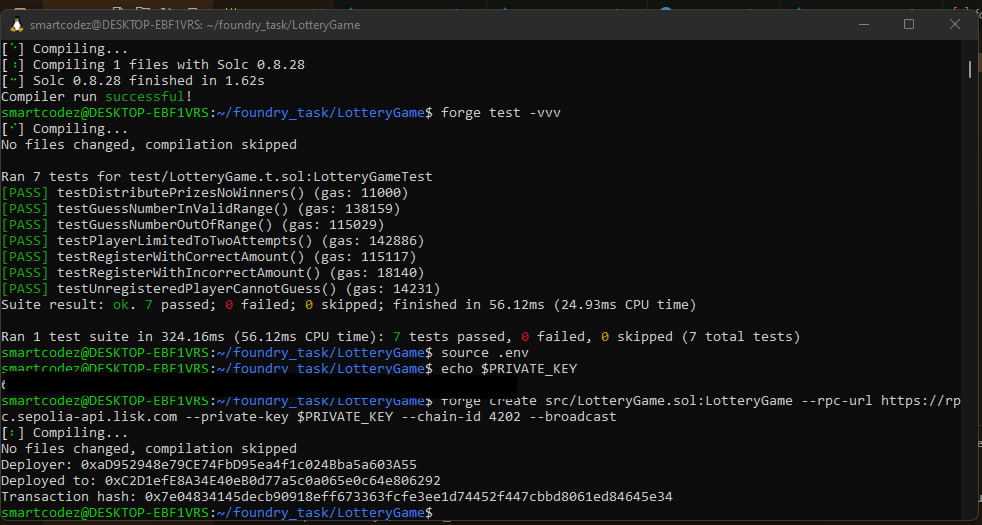 smartcodez@DESKTOP-EBF1VRS: ~/foundry_task/LotteryGame
[⠑] Compiling...
[⠆] Compiling 1 files with Solc 0.8.28
[⠒] Solc 0.8.28 finished in 1.62s
Compiler run successful!
smartcodez@DESKTOP-EBF1VRS:~/foundry_task/LotteryGame$ forge test -vvv
[⠊] Compiling...
No files changed, compilation skipped
Ran 7 tests for test/LotteryGame.t.sol:LotteryGameTest
[PASS] testDistributePrizesNoWinners() (gas: 11000)
[PASS] testGuessNumberInValidRange() (gas: 138159)
[PASS] testGuessNumberOutOfRange() (gas: 115029)
[PASS] testPlayerLimitedToTwoAttempts() (gas: 142886)
[PASS] testRegisterWithCorrectAmount() (gas: 115117)
[PASS] testRegisterWithIncorrectAmount() (gas: 18140)
[PASS] testUnregisteredPlayerCannotGuess() (gas: 14231)
Suite result: ok. 7 passed; 0 failed; 0 skipped; finished in 56.12ms (24.93ms CPU time)
Ran 1 test suite in 324.16ms (56.12ms CPU time): 7 tests passed, 0 failed, 0 skipped (7 total tests)
smartcodez@DESKTOP-EBF1VRS:~/foundry_task/LotteryGame$ source .env
smartcodez@DESKTOP-EBF1VRS:~/foundry_task/LotteryGame$ echo $PRIVATE_KEY
smartcodez@DESKTOP-EBF1VRS:~/foundry_task/LotteryGame$ forge create src/LotteryGame.sol:LotteryGame --rpc-url https://rp
c.sepolia-api.lisk.com --private-key $PRIVATE_KEY --chain-id 4202 --broadcast
[⠃] Compiling...
No files changed, compilation skipped
Deployer: 0xaD952948e79CE74FbD95ea4f1c024Bba5a603A55
Deployed to: 0xC2D1efE8A34E40eB0d77a5c0a065e0c64e806292
Transaction hash: 0x7e04834145decb90918eff673363fcfe3ee1d74452f447cbbd8061ed84645e34
smartcodez@DESKTOP-EBF1VRS:~/foundry_task/LotteryGame$